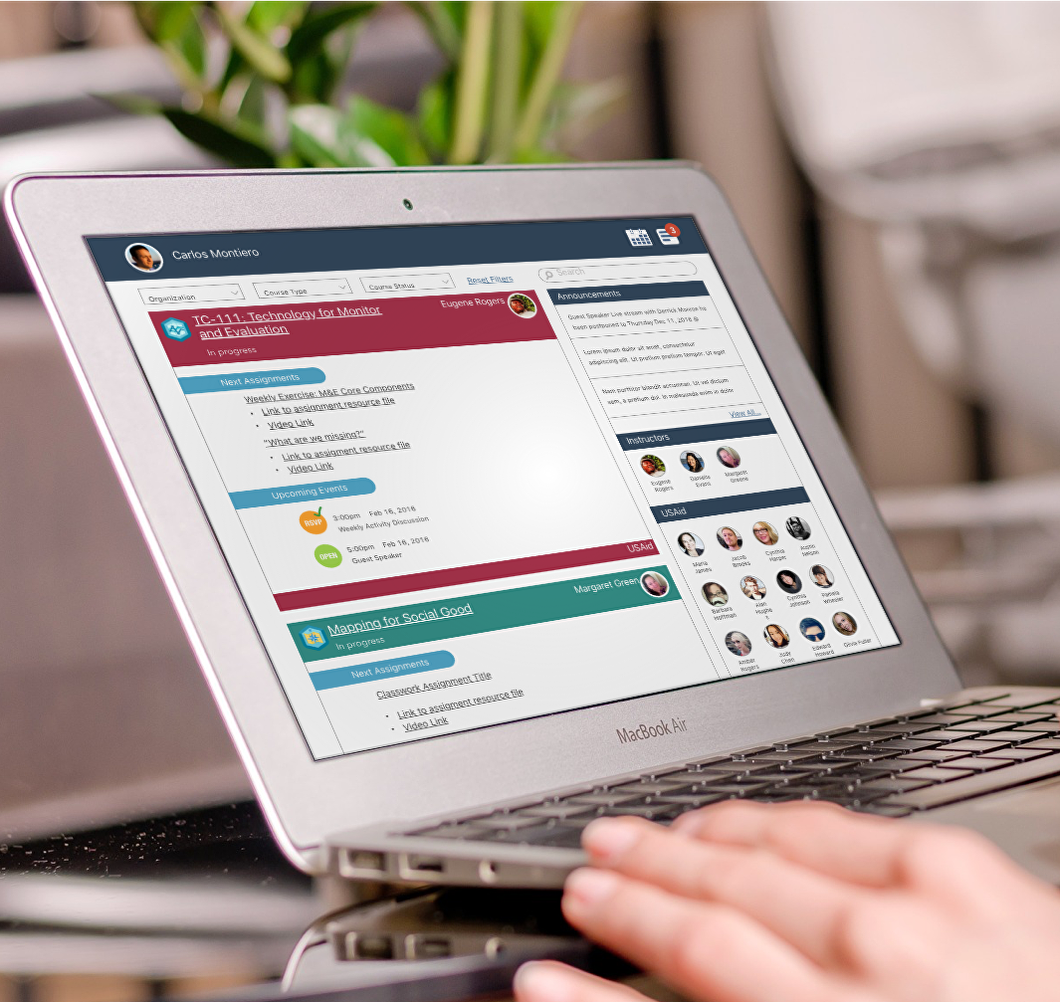 Carlos Montiero
3
Organization
Course Type
Course Status
Reset Filters
Search
TC-111: Technology for Monitor
and Evaluation
In progress
Eugene Rogers
Next Assignments
Weekly Exercise: M&E Core Components
• Link to assignment resource file
• Video Link
"What are we missing?"
• Link to assigment resource file
• Video Link
Upcoming Events
RSVP
3:00pm Feb 16, 2016
Weekly Activity Discussion
OPEN
5:00pm Feb 16, 2016
Guest Speaker
USAid
Mapping for Social Good
In progress
Margaret Green
Next Assignments
Classwork Assignment Title
• Link to assigment resource file
• Video Link
Announcements
Guest Speaker Live stream with Derrick Monroe has
been postponed to Thursday Dec 11, 2016 @
Lorem ipsum dolor sit amet, consectetur
adipiscing elit. Ut pretium pretium tempor. Ut eget
Nam porttitor blandit accumsan. Ut vel dictum
sem, a pretium dui. In malesuada enim in dolor
View All...
Instructors
Eugene
Rogers
Daniella
Evans
Margaret
Greene
USAid
Maria
James
Jacob
Brooks
Cynthia
Harper
Austin
Nelson
Barbara
Hoffman
Alan
Hughe
s
Cynthia
Johnson
Pamela
Wheeler
Amber
Rogers
Judy
Chen
Edward
Howard
Olivia Fuller
MacBook Air